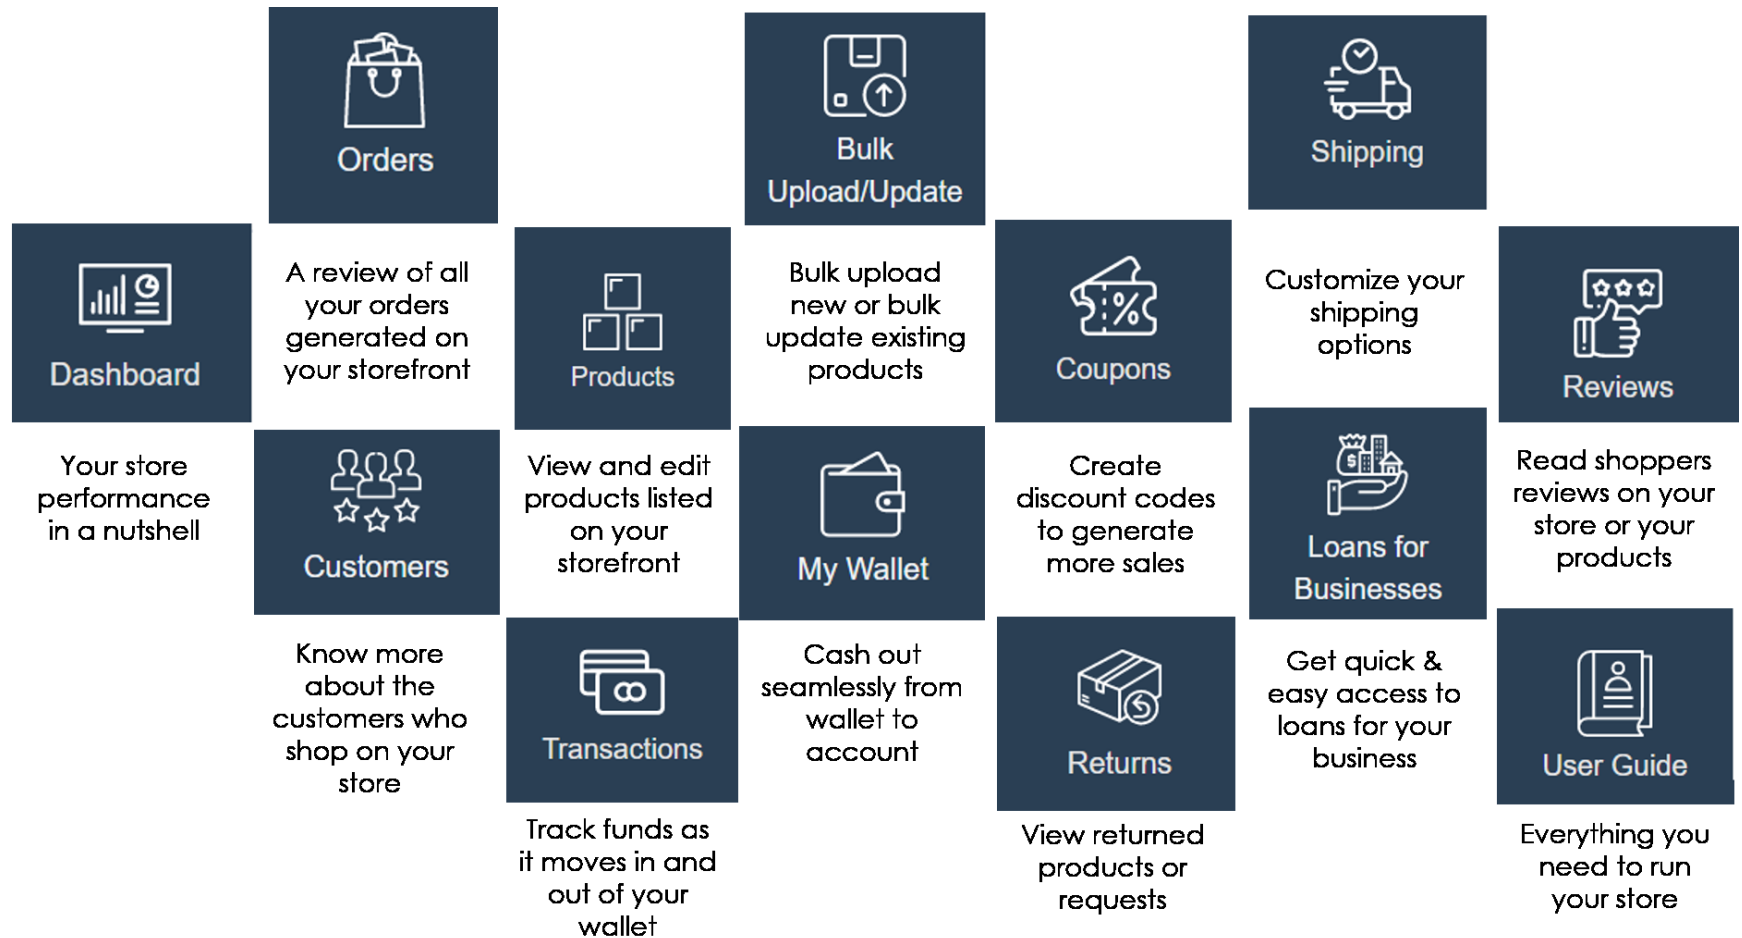 Dashboard
Your store
performance
in a nutshell
Orders
A review of all
your orders
generated on
your storefront
Customers
Know more
about the
customers who
shop on your
store
Products
View and edit
products listed
on your
storefront
Transactions
Track funds as
it moves in and
out of your
wallet
Bulk
Upload/Update
Bulk upload
new or bulk
update existing
products
My Wallet
Cash out
seamlessly from
wallet to
account
Coupons
Create
discount codes
to generate
more sales
Returns
View returned
products or
requests
Shipping
Customize your
shipping
options
Loans for
Businesses
Get quick &
easy access to
loans for your
business
Reviews
Read shoppers
reviews on your
store or your
products
User Guide
Everything you
need to run
your store